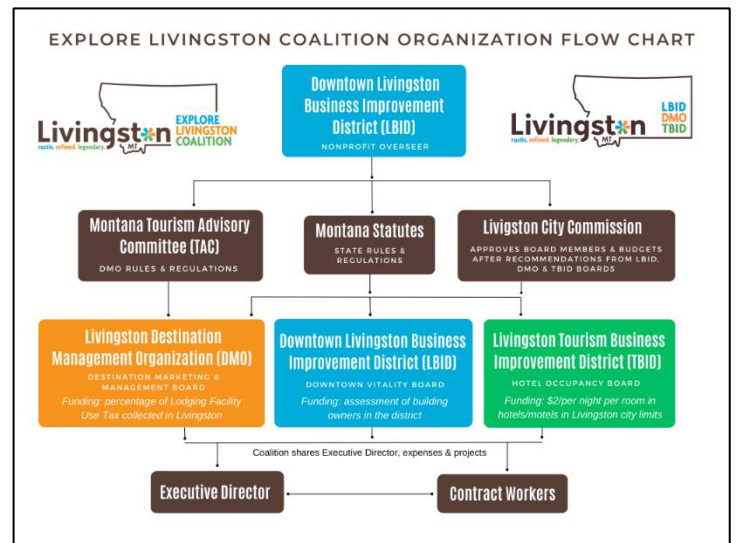 EXPLORE LIVINGSTON COALITION ORGANIZATION FLOW CHART
Livingston
MT
rustic. refined. legendary.
EXPLORE
LIVINGSTON
COALITION
Downtown Livingston
Business Improvement
District (LBID)
NONPROFIT OVERSEER
Livingston
MT
rustic. refined. legendary.
LBID
DMO
TBID
Montana Tourism Advisory
Committee (TAC)
DMO RULES & REGULATIONS
Montana Statutes
STATE RULES &
REGULATIONS
Livigston City Commission
APPROVES BOARD MEMBERS & BUDGETS
AFTER RECOMMENDATIONS FROM LBID,
DMO & TBID BOARDS
Livingston Destination
Management Organization (DMO)
DESTINATION MARKETING &
MANAGEMENT BOARD
Funding: percentage of Lodging Facility
Use Tax collected in Livingston
Downtown Livingston Business
Improvement District (LBID)
DOWNTOWN VITALITY BOARD
Funding: assessment of building
owners in the district
Livingston Tourism Business
Improvement District (TBID)
HOTEL OCCUPANCY BOARD
Funding: $2/per night per room in
hotels/motels in Livingston city limits
Coalition shares Executive Director, expenses & projects
Executive Director
Contract Workers